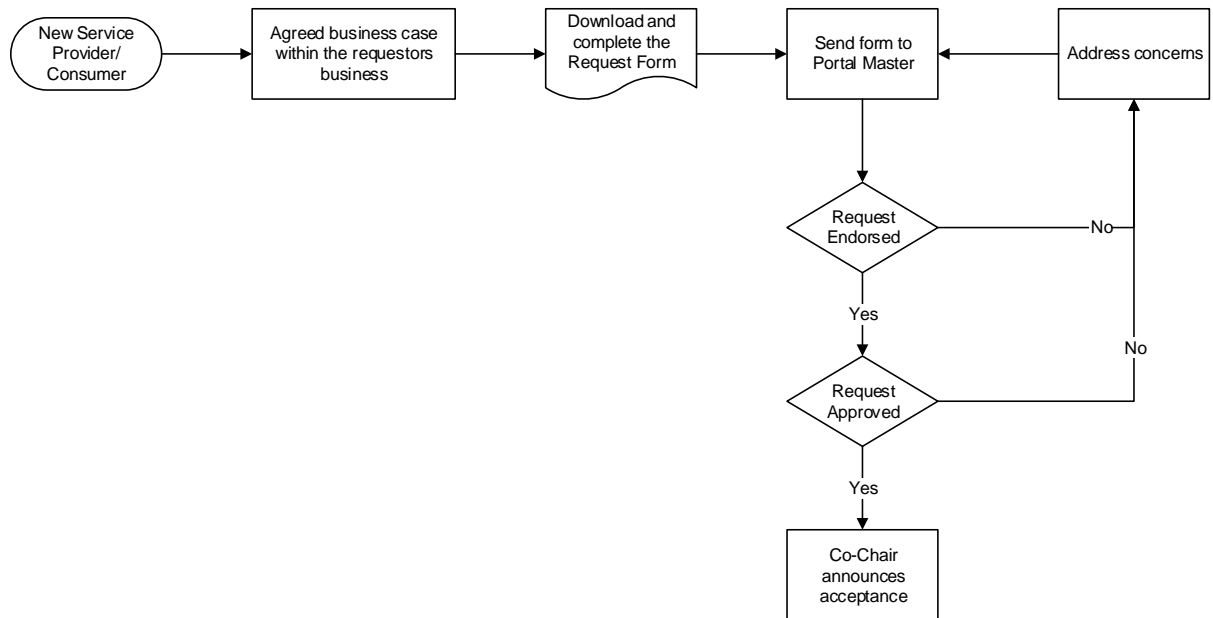 New Service
Provider/
Consumer
Agreed business case
within the requestors
business
Download and
complete the
Request Form
Send form to
Portal Master
Address concerns
Request
Endorsed
No
Yes
No
Request
Approved
Yes
Co-Chair
announces
acceptance